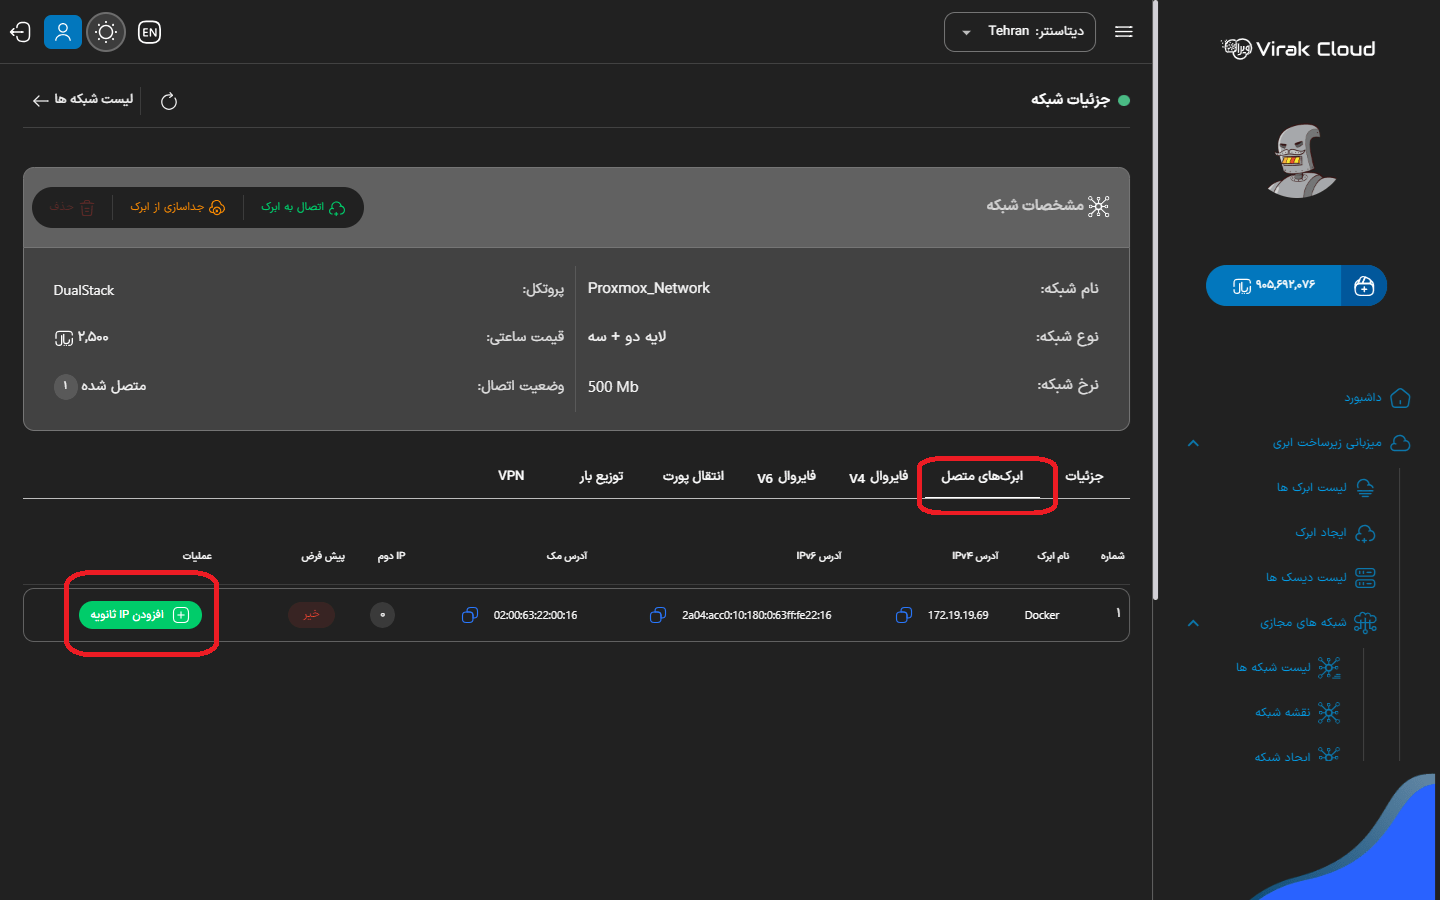 EN
دیتاسنتر: Tehran
Virak Cloud
جزئیات شبکه
لیست شبکه ها
۹۰۵,۶۹۲,۰۷۶ ریال
داشبورد
میزبانی زیرساخت ابری
لیست ابرک ها
ایجاد ابرک
لیست دیسک ها
شبکه های مجازی
لیست شبکه ها
نقشه شبکه
ایجاد شبکه
مشخصات شبکه
اتصال به ابرک
جداسازی از ابرک
حذف
نام شبکه: Proxmox_Network
پروتکل: DualStack
نوع شبکه: لایه دو + سه
قیمت ساعتی: ۲,۵۰۰ ریال
نرخ شبکه: 500 Mb
وضعیت اتصال: متصل شده ۱
جزئیات ابرک‌های متصل فایروال V4 فایروال V6 انتقال پورت توزیع بار VPN
شماره نام ابرک آدرس IPv۴ آدرس IPv۶ آدرس مک IP دوم پیش فرض عملیات
۱ Docker 172.19.19.69 2a04:acc0:10:180:0:63ff:fe22:16 02:00:63:22:00:16 ۰ خیر افزودن IP ثانویه